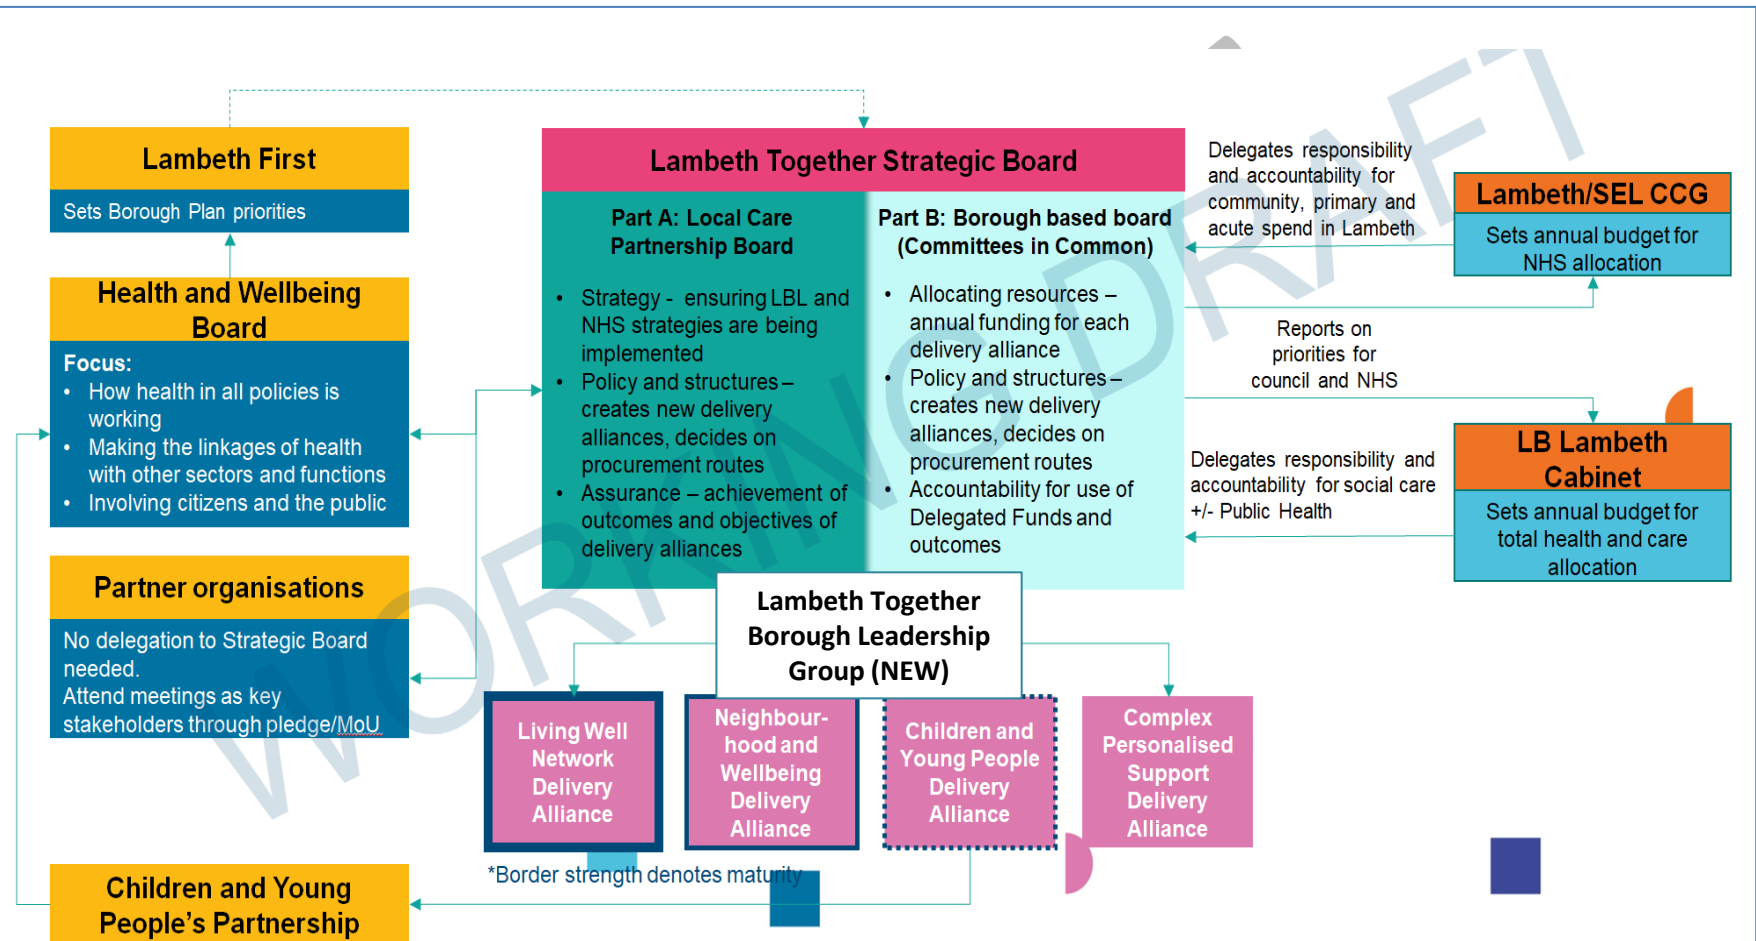 Lambeth First
Sets Borough Plan priorities
Health and Wellbeing
Board
Focus:
• How health in all policies is
working
• Making the linkages of health
with other sectors and functions
• Involving citizens and the public
Partner organisations
No delegation to Strategic Board
needed.
Attend meetings as key
stakeholders through pledge/MoU
Children and Young
People’s Partnership
Lambeth Together Strategic Board
Part A: Local Care
Partnership Board
• Strategy - ensuring LBL and
NHS strategies are being
implemented
• Policy and structures –
creates new delivery
alliances, decides on
procurement routes
• Assurance – achievement of
outcomes and objectives of
delivery alliances
Part B: Borough based board
(Committees in Common)
• Allocating resources –
annual funding for each
delivery alliance
• Policy and structures –
creates new delivery
alliances, decides on
procurement routes
• Accountability for use of
Delegated Funds and
outcomes
Lambeth Together
Borough Leadership
Group (NEW)
Living Well
Network
Delivery
Alliance
Neighbour-
hood and
Wellbeing
Delivery
Alliance
Children and
Young People
Delivery
Alliance
Complex
Personalised
Support
Delivery
Alliance
*Border strength denotes maturity
Delegates responsibility
and accountability for
community, primary and
acute spend in Lambeth
Reports on
priorities for
council and NHS
Delegates responsibility and
accountability for social care
+/- Public Health
Lambeth/SEL CCG
Sets annual budget for
NHS allocation
LB Lambeth
Cabinet
Sets annual budget for
total health and care
allocation
WORKING DRAFT